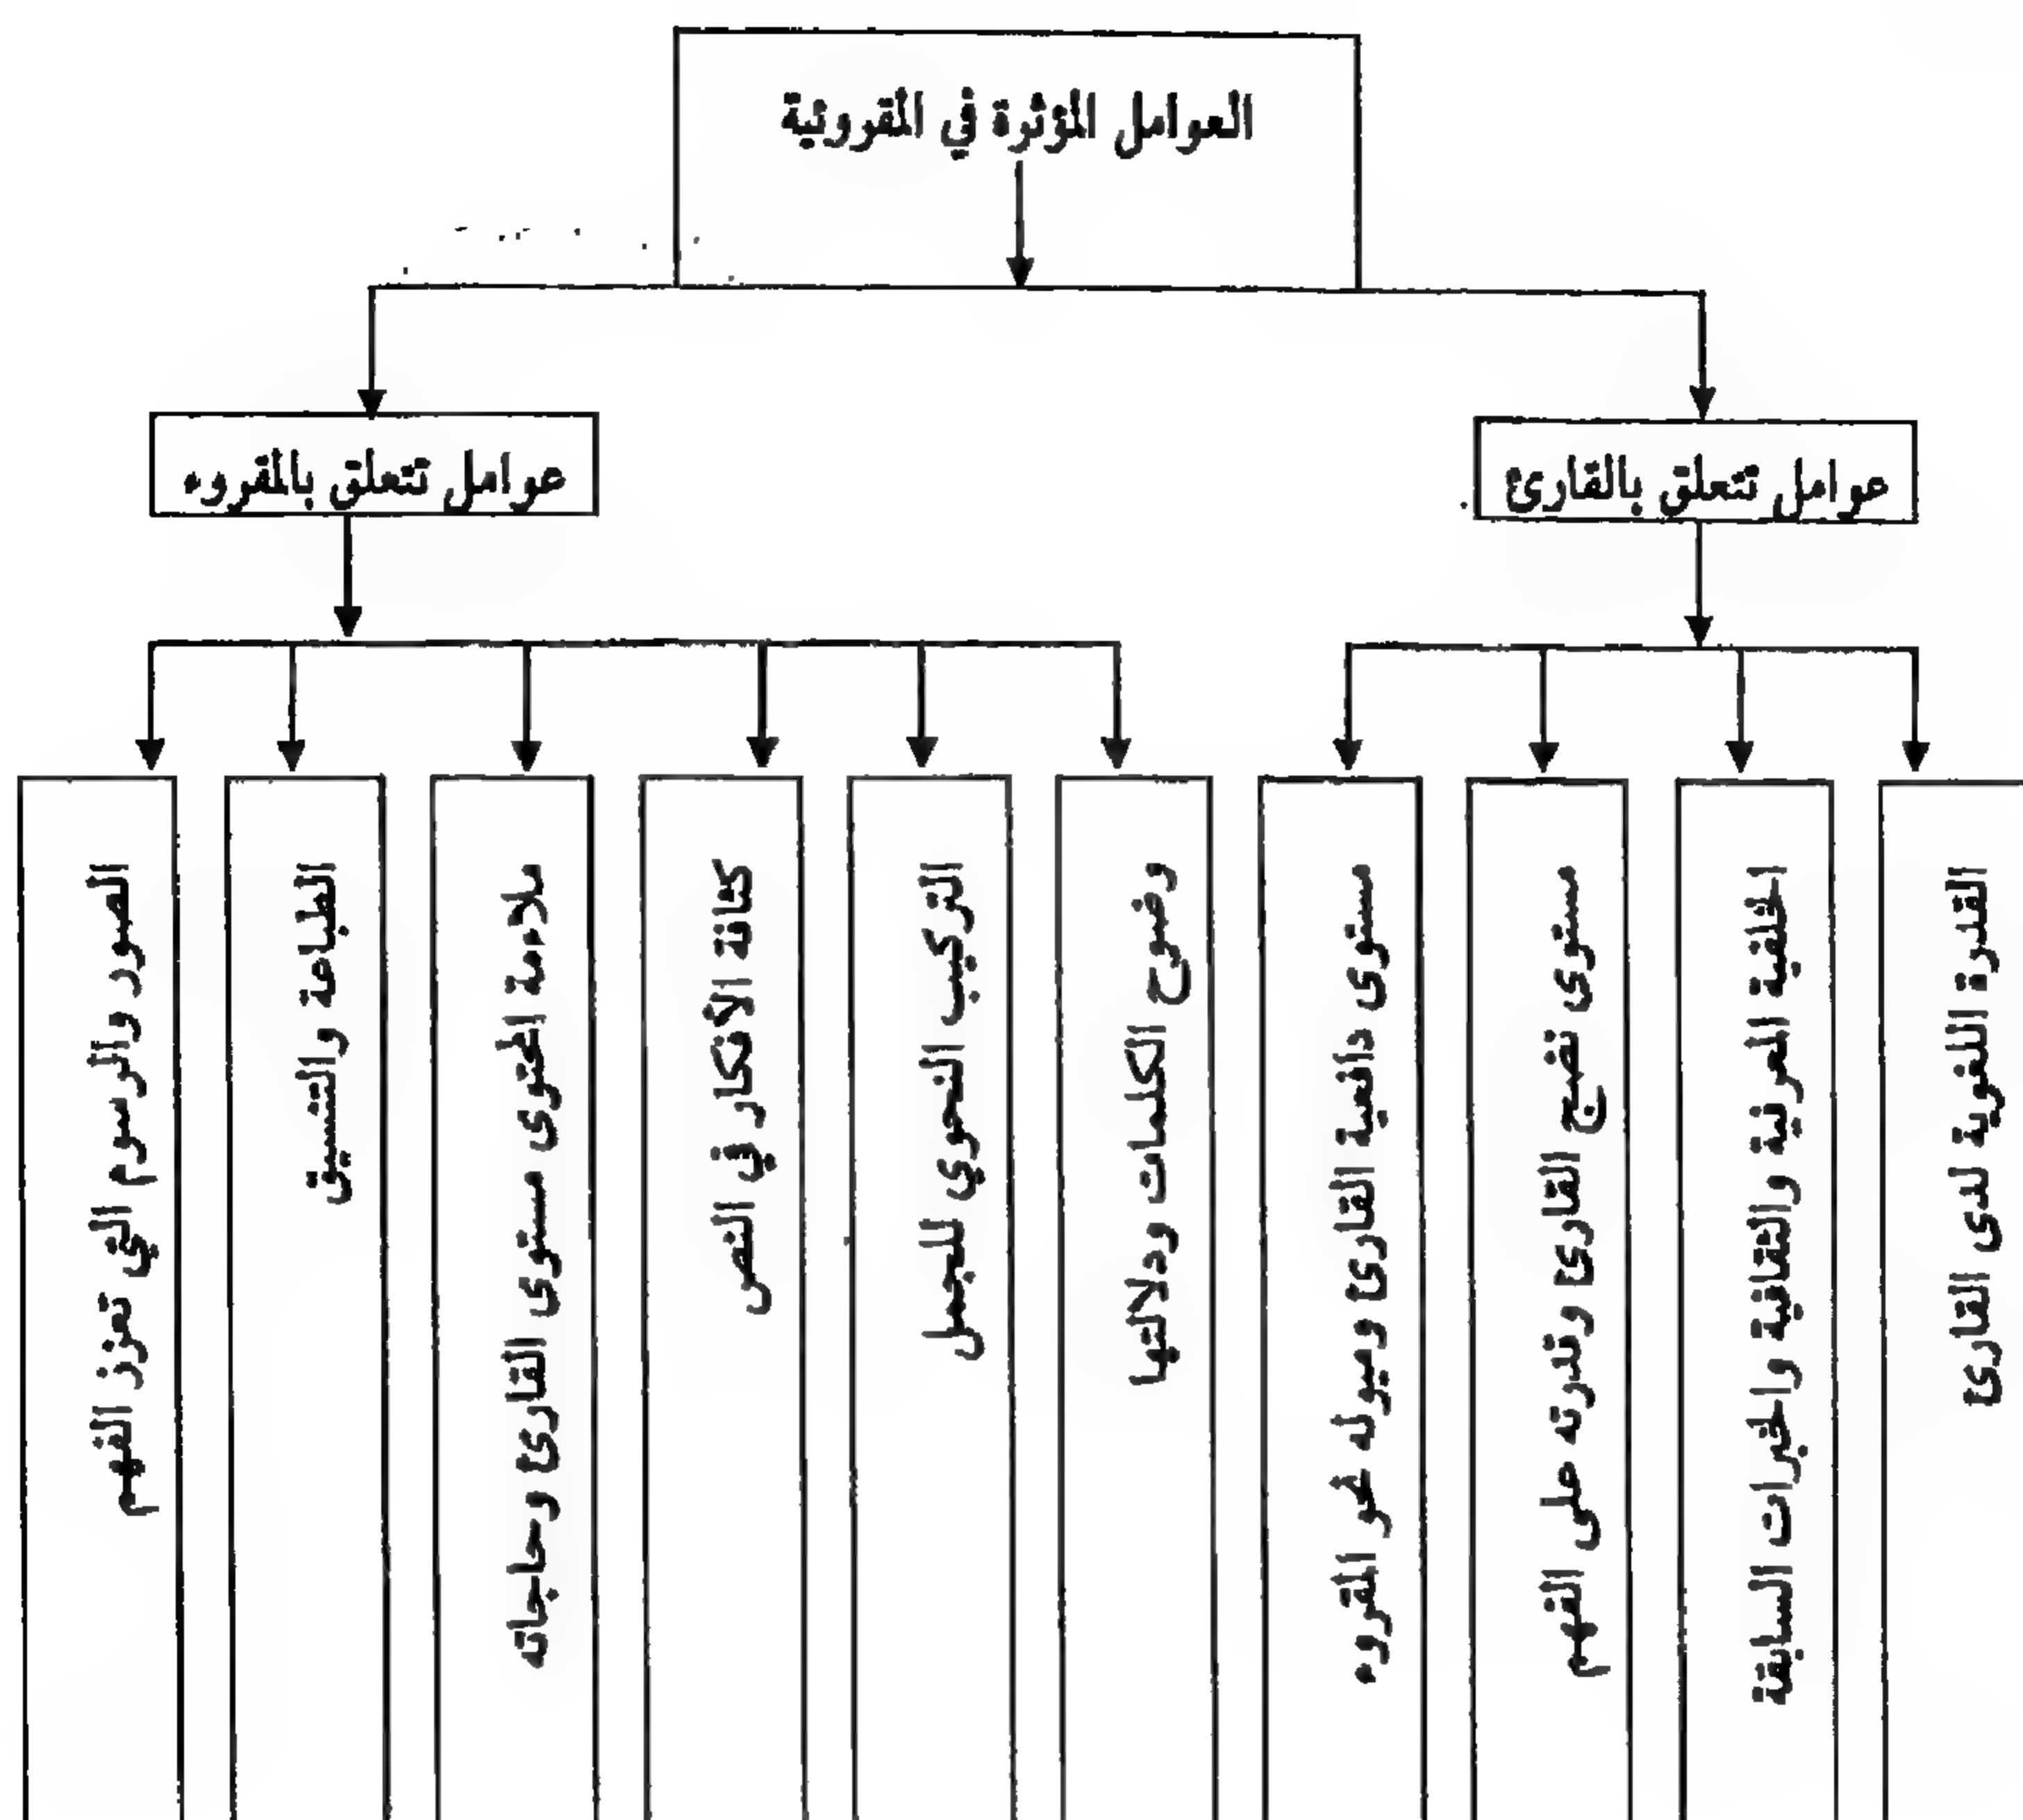 العوامل المؤثرة في المقروئية
عوامل تتعلق بالقارئ
عوامل تتعلق بالمقروء
القدرة اللغوية لدى القارئ
الخلفية المعرفية والثقافية والخبرات السابقة
مستوى نضج القارئ وقدرته على الفهم
مستوى دافعية القارئ وميوله نحو المقروء
وضوح الكلمات ودلالتها
التركيب النحوي للجمل
كثافة الأفكار في النص
ملاءمة المحتوى مستوى القارئ وحاجاته
الطباعة والتنسيق
الصور والرسوم التي تعزز الفهم